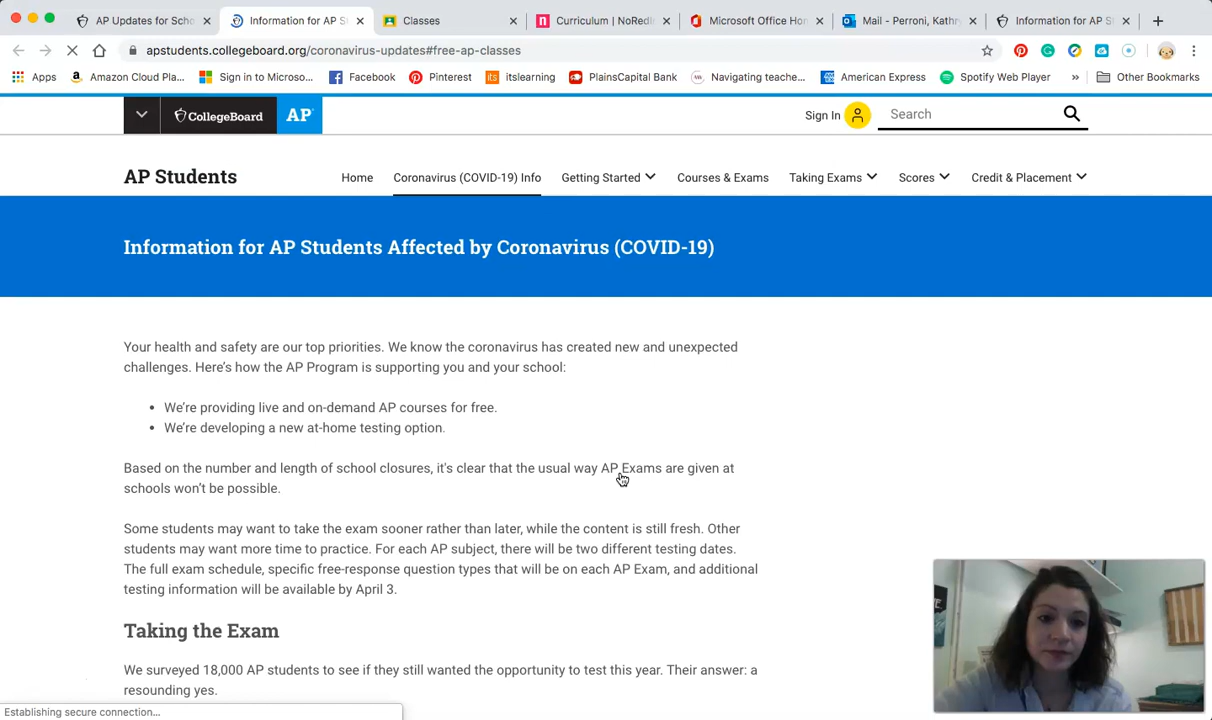 AP Updates for Scho
Information for AP S
Classes
Curriculum | NoRedIn
Microsoft Office Hon
Mail - Perroni, Kathr
Information for AP S
apstudents.collegeboard.org/coronavirus-updates#free-ap-classes
Apps
Amazon Cloud Pla...
Sign in to Microso...
Facebook
Pinterest
itslearning
PlainsCapital Bank
Navigating teache...
American Express
Spotify Web Player
»
Other Bookmarks
CollegeBoard
AP
Sign In
Search
AP Students
Home
Coronavirus (COVID-19) Info
Getting Started
Courses & Exams
Taking Exams
Scores
Credit & Placement
Information for AP Students Affected by Coronavirus (COVID-19)
Your health and safety are our top priorities. We know the coronavirus has created new and unexpected
challenges. Here's how the AP Program is supporting you and your school:
• We're providing live and on-demand AP courses for free.
• We're developing a new at-home testing option.
Based on the number and length of school closures, it's clear that the usual way AP Exams are given at
schools won't be possible.
Some students may want to take the exam sooner rather than later, while the content is still fresh. Other
students may want more time to practice. For each AP subject, there will be two different testing dates.
The full exam schedule, specific free-response question types that will be on each AP Exam, and additional
testing information will be available by April 3.
Taking the Exam
We surveyed 18,000 AP students to see if they still wanted the opportunity to test this year. Their answer: a
resounding yes.
Establishing secure connection...